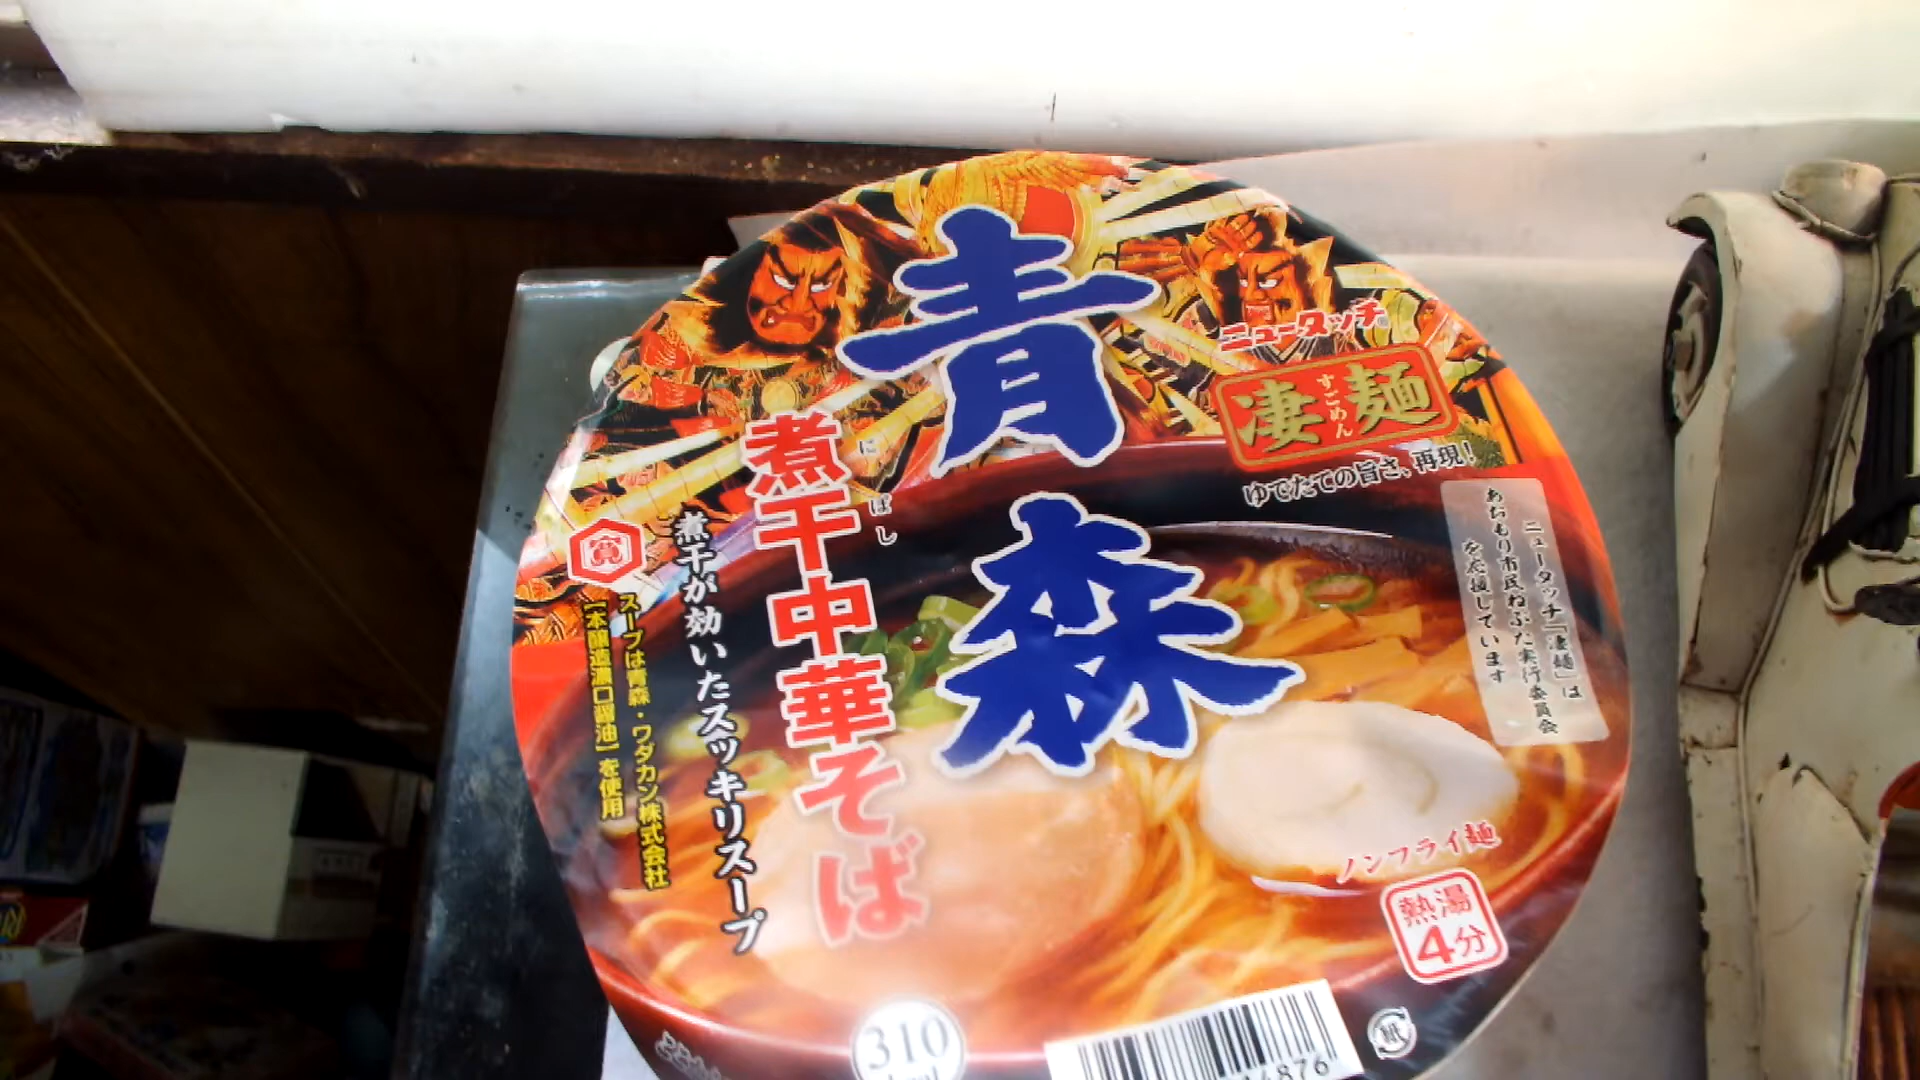 青森
ニュータッチ
凄麺
すごめん
ゆでたての旨さ、再現！
ニュータッチ「凄麺」は
あおもり市民ねぶた実行委員会
を応援しています
煮干中華そば
にぼし
煮干が効いたスッキリスープ
スープは青森・ワダカン株式会社
【本醸造濃口醤油】を使用
ノンフライ麺
熱湯
4分
310
kcal
4876
紙